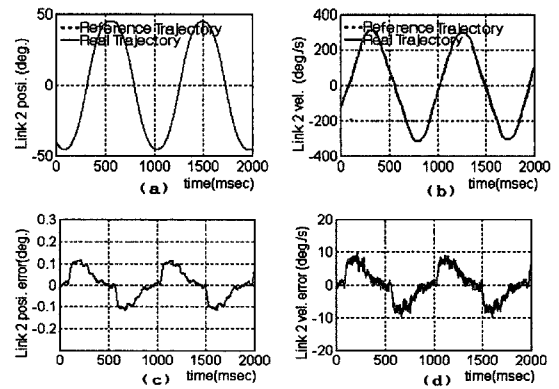 50
Reference Trajectory
Real Trajectory
0
-50
0
500
1000
1500
2000
Link 2 posi. (deg.)
time(msec)
(a)
400
Reference Trajectory
Real Trajectory
200
0
-200
-400
0
500
1000
1500
2000
Link 2 vel. (deg./s)
time(msec)
(b)
0.3
0.2
0.1
0
-0.1
-0.2
0
500
1000
1500
2000
Link 2 posi. error(deg.)
time(msec)
(c)
20
10
0
-10
-20
0
500
1000
1500
2000
Link 2 vel. error (deg./s)
time(msec)
(d)